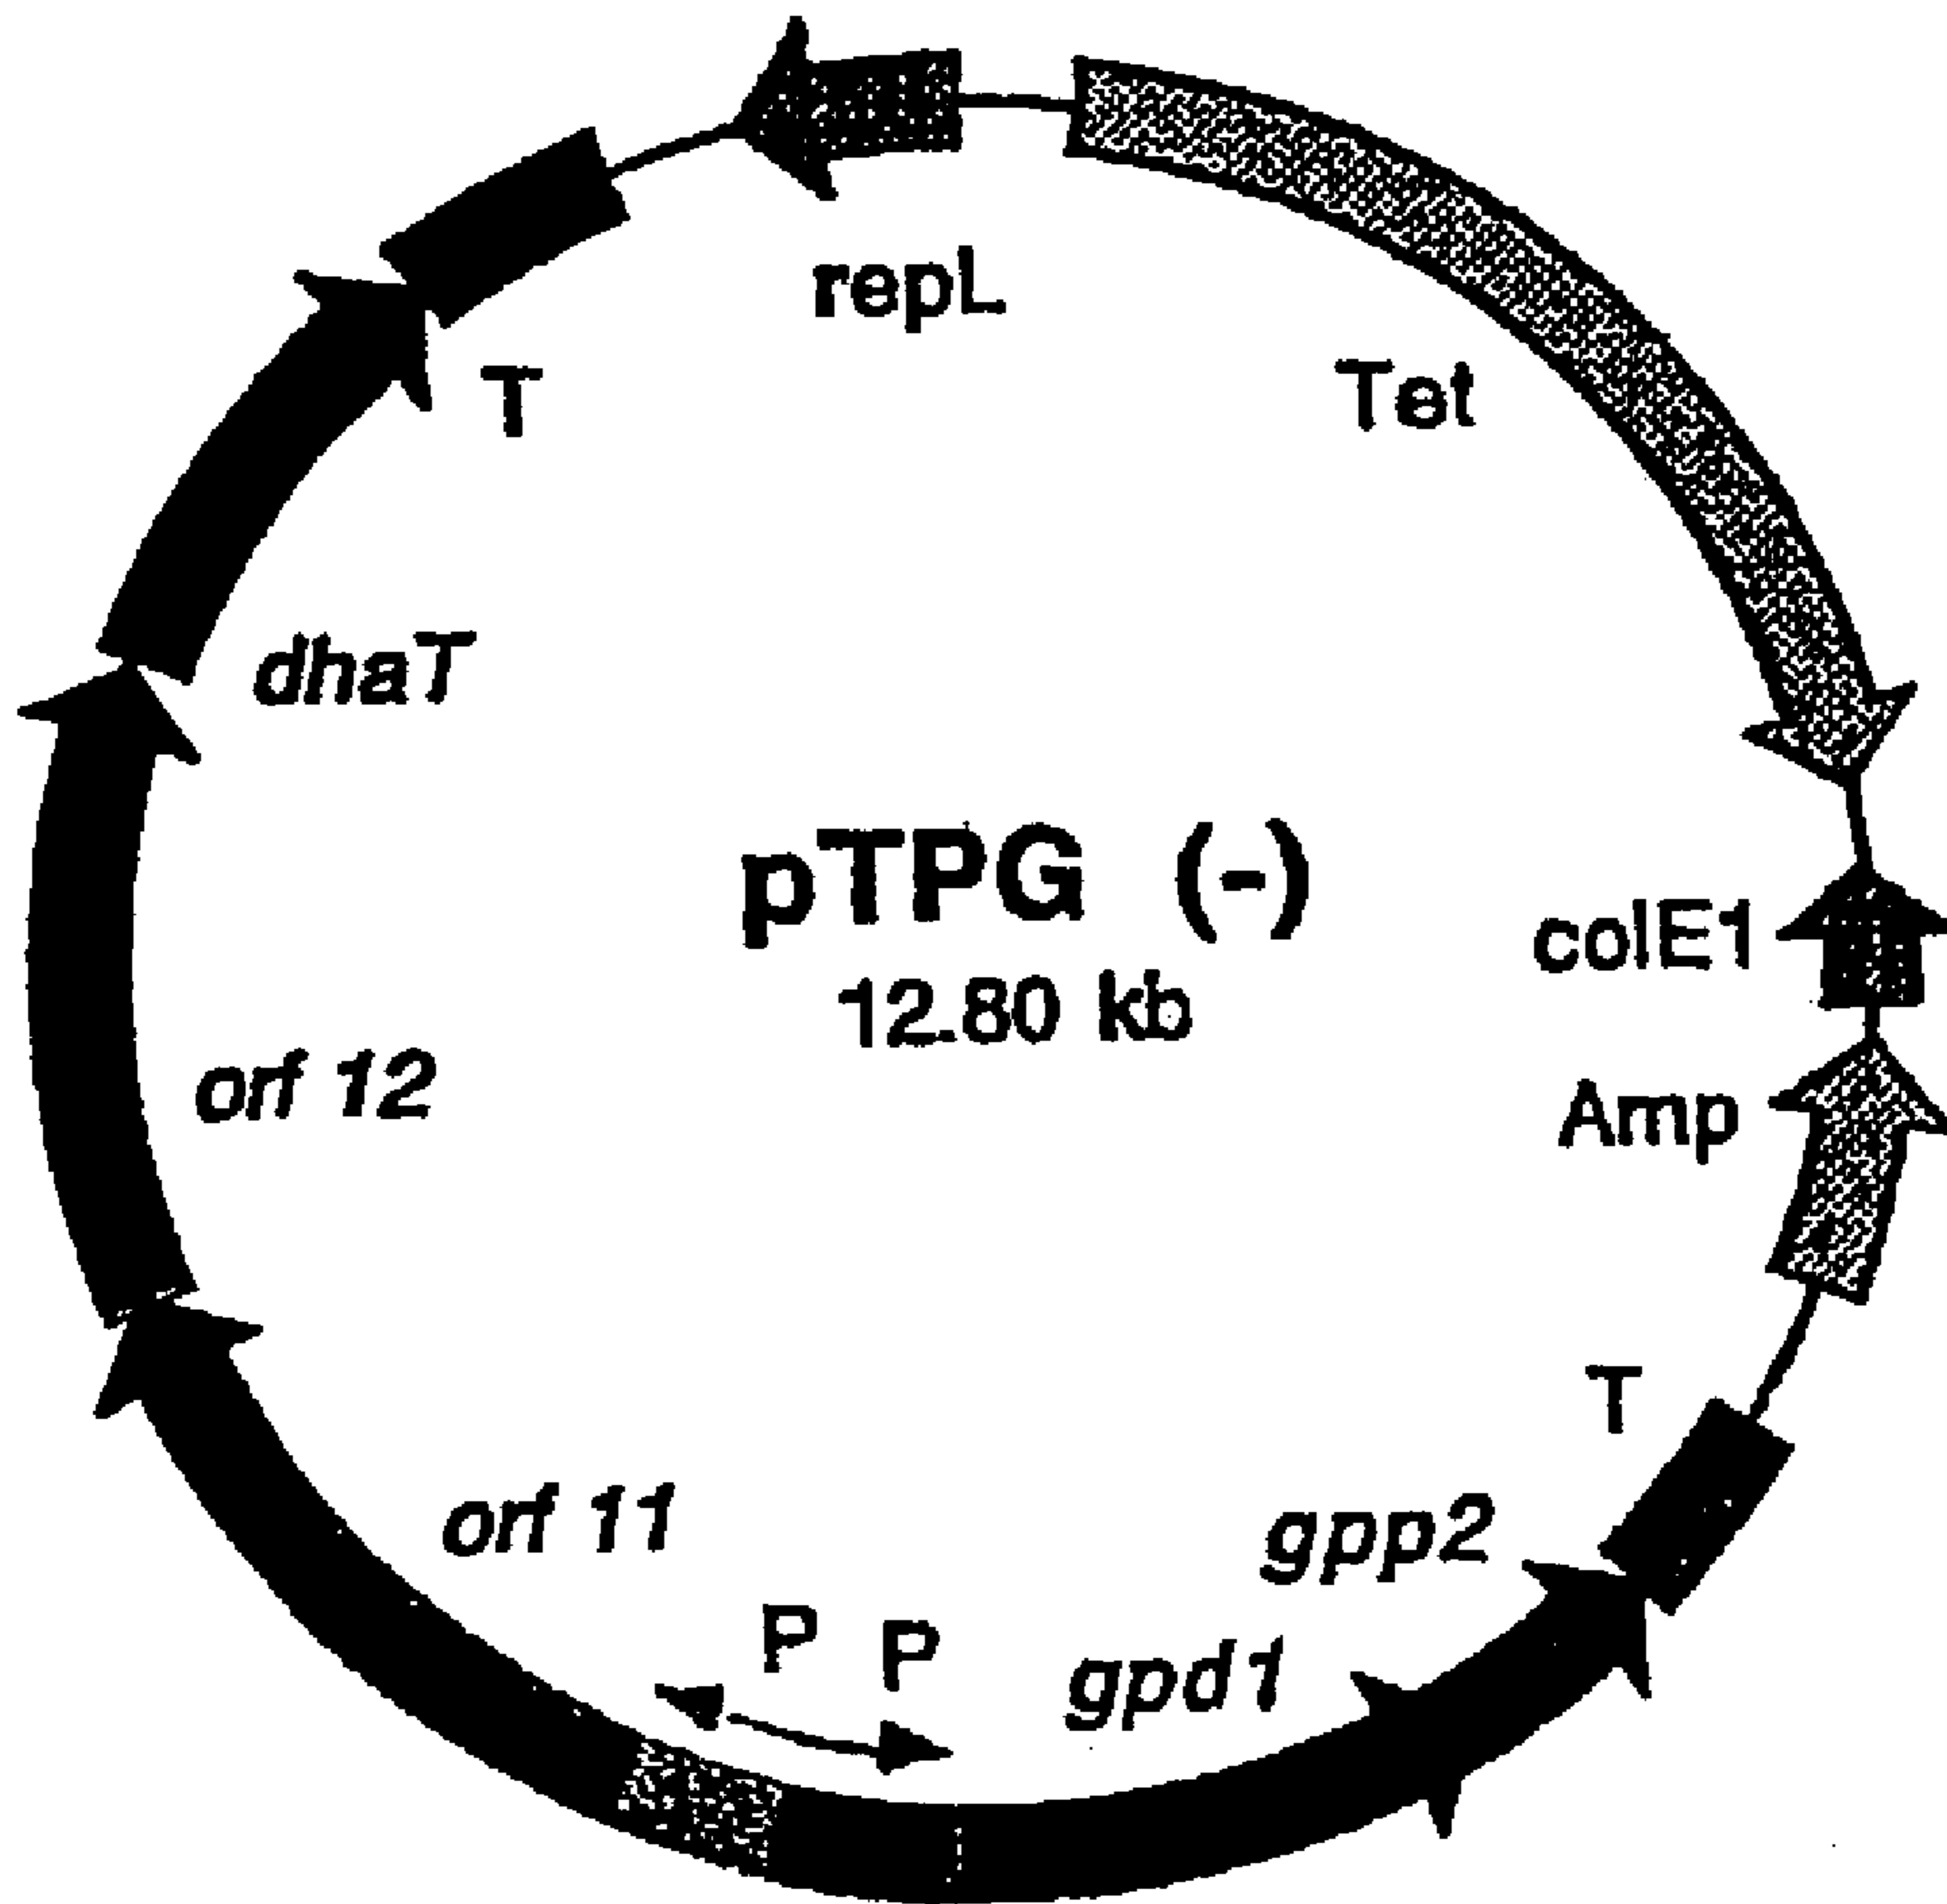 repL
T
Tet
dhaT
pTPG (-)
12.80 kb
colE1
orf 12
Amp
T
orf 11
gpp2
P P
gpd1